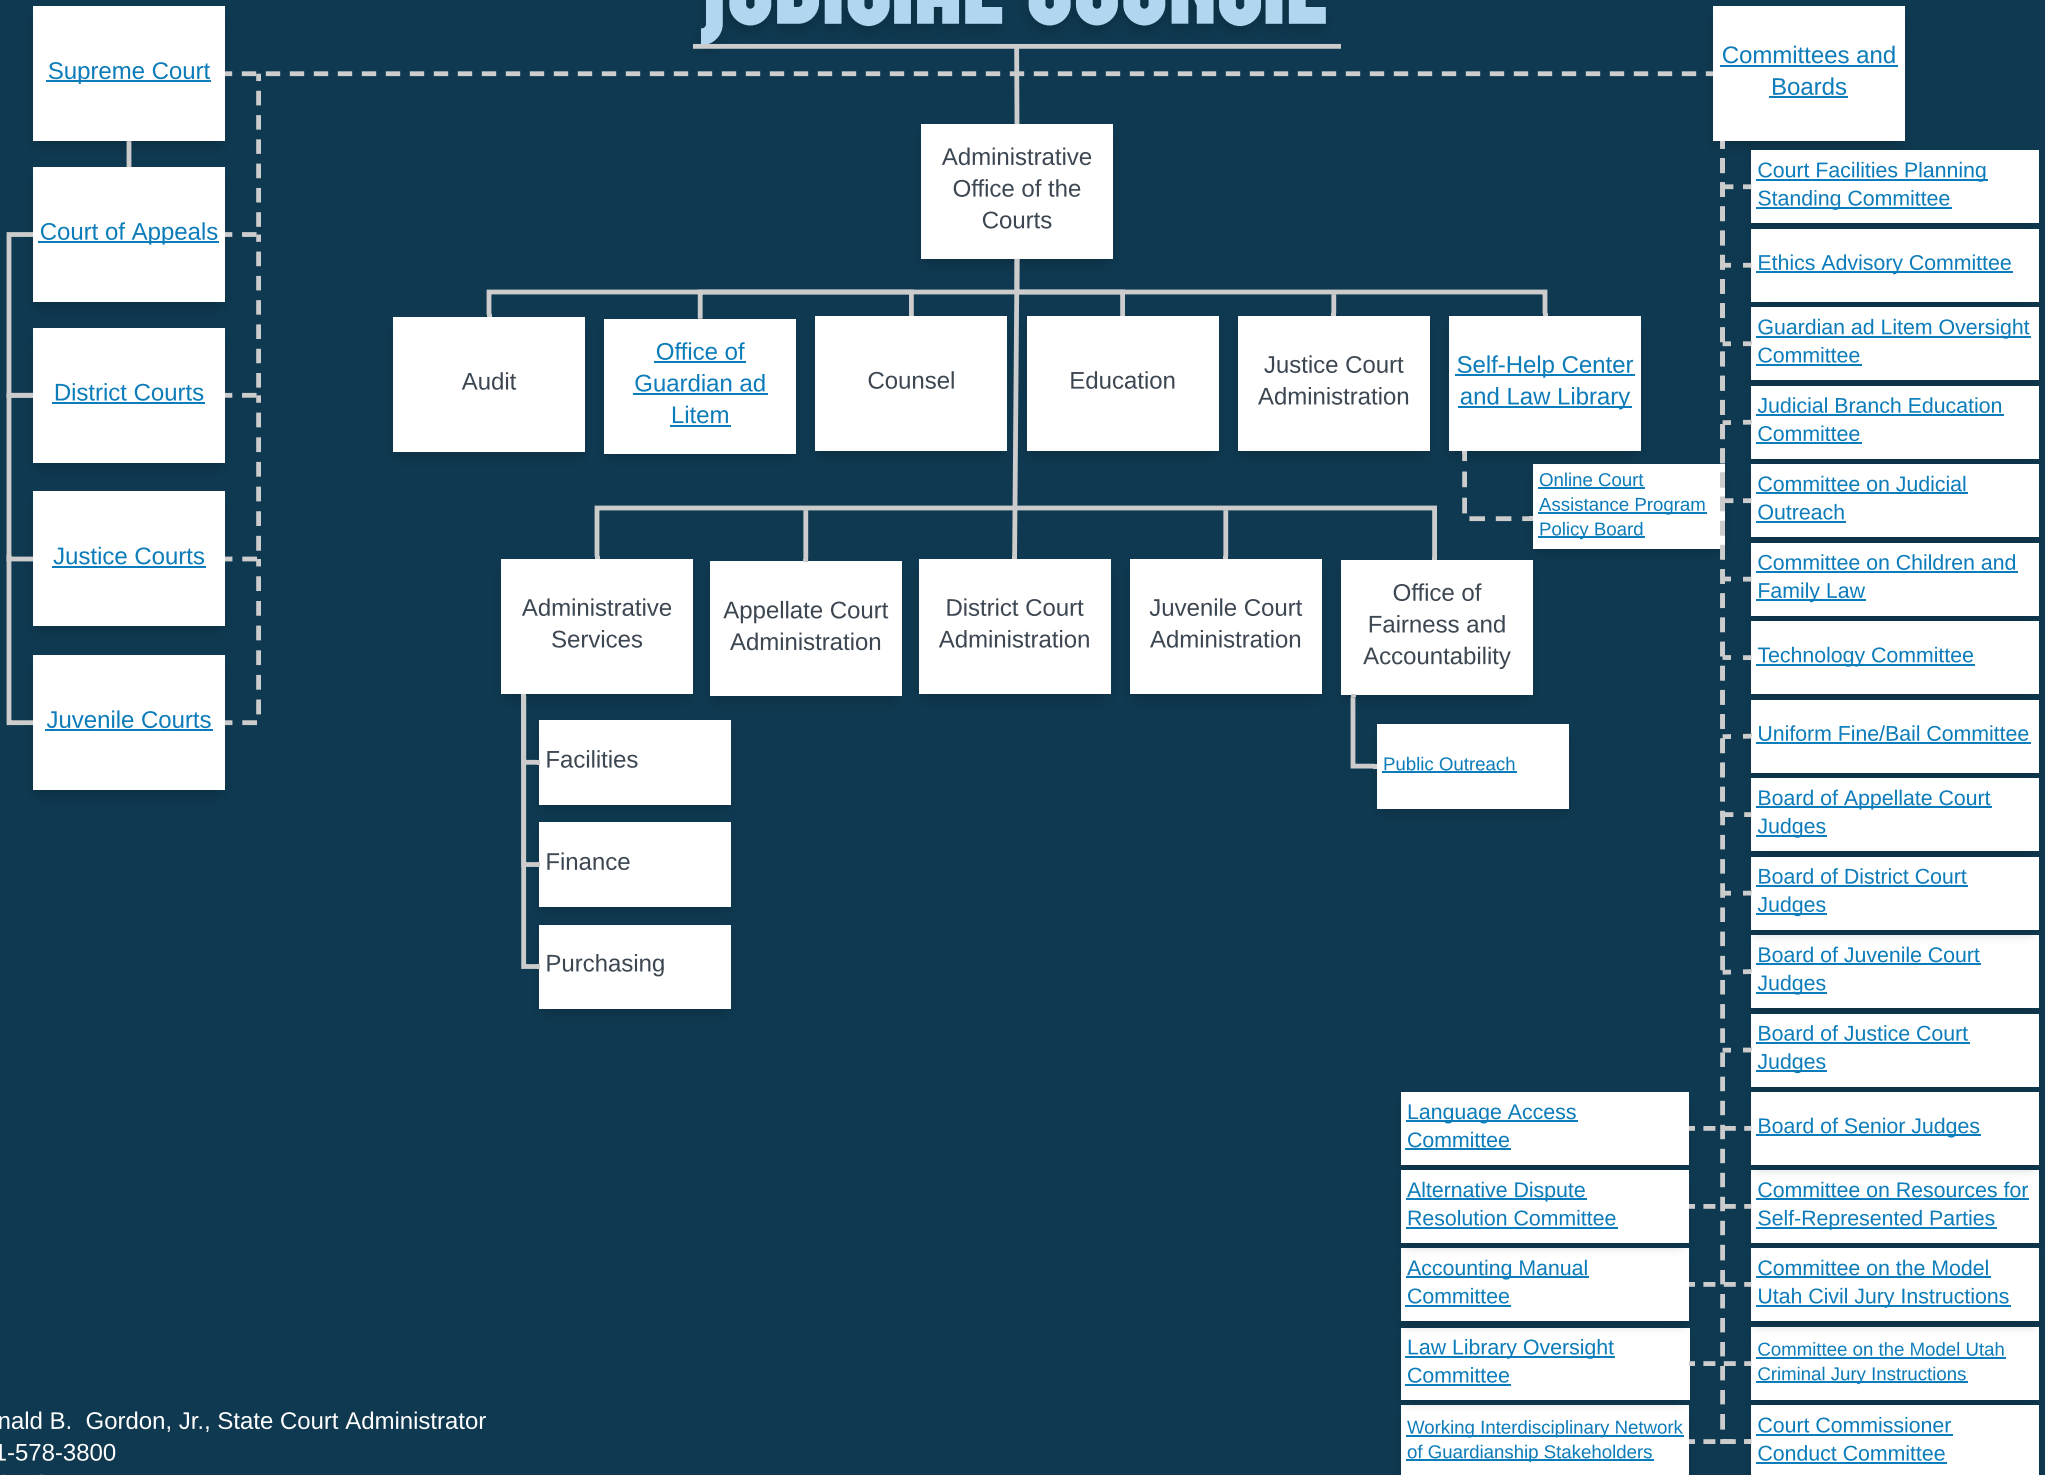 JUDICIAL COUNCIL
Supreme Court
Court of Appeals
District Courts
Justice Courts
Juvenile Courts
Administrative
Office of the
Courts
Audit
Office of
Guardian ad
Litem
Counsel
Education
Justice Court
Administration
Self-Help Center
and Law Library
Online Court
Assistance Program
Policy Board
Administrative
Services
Appellate Court
Administration
District Court
Administration
Juvenile Court
Administration
Office of
Fairness and
Accountability
Facilities
Finance
Purchasing
Public Outreach
Committees and
Boards
Court Facilities Planning
Standing Committee
Ethics Advisory Committee
Guardian ad Litem Oversight
Committee
Judicial Branch Education
Committee
Committee on Judicial
Outreach
Committee on Children and
Family Law
Technology Committee
Uniform Fine/Bail Committee
Board of Appellate Court
Judges
Board of District Court
Judges
Board of Juvenile Court
Judges
Board of Justice Court
Judges
Board of Senior Judges
Committee on Resources for
Self-Represented Parties
Committee on the Model
Utah Civil Jury Instructions
Committee on the Model Utah
Criminal Jury Instructions
Court Commissioner
Conduct Committee
Language Access
Committee
Alternative Dispute
Resolution Committee
Accounting Manual
Committee
Law Library Oversight
Committee
Working Interdisciplinary Network
of Guardianship Stakeholders
nald B. Gordon, Jr., State Court Administrator
1-578-3800